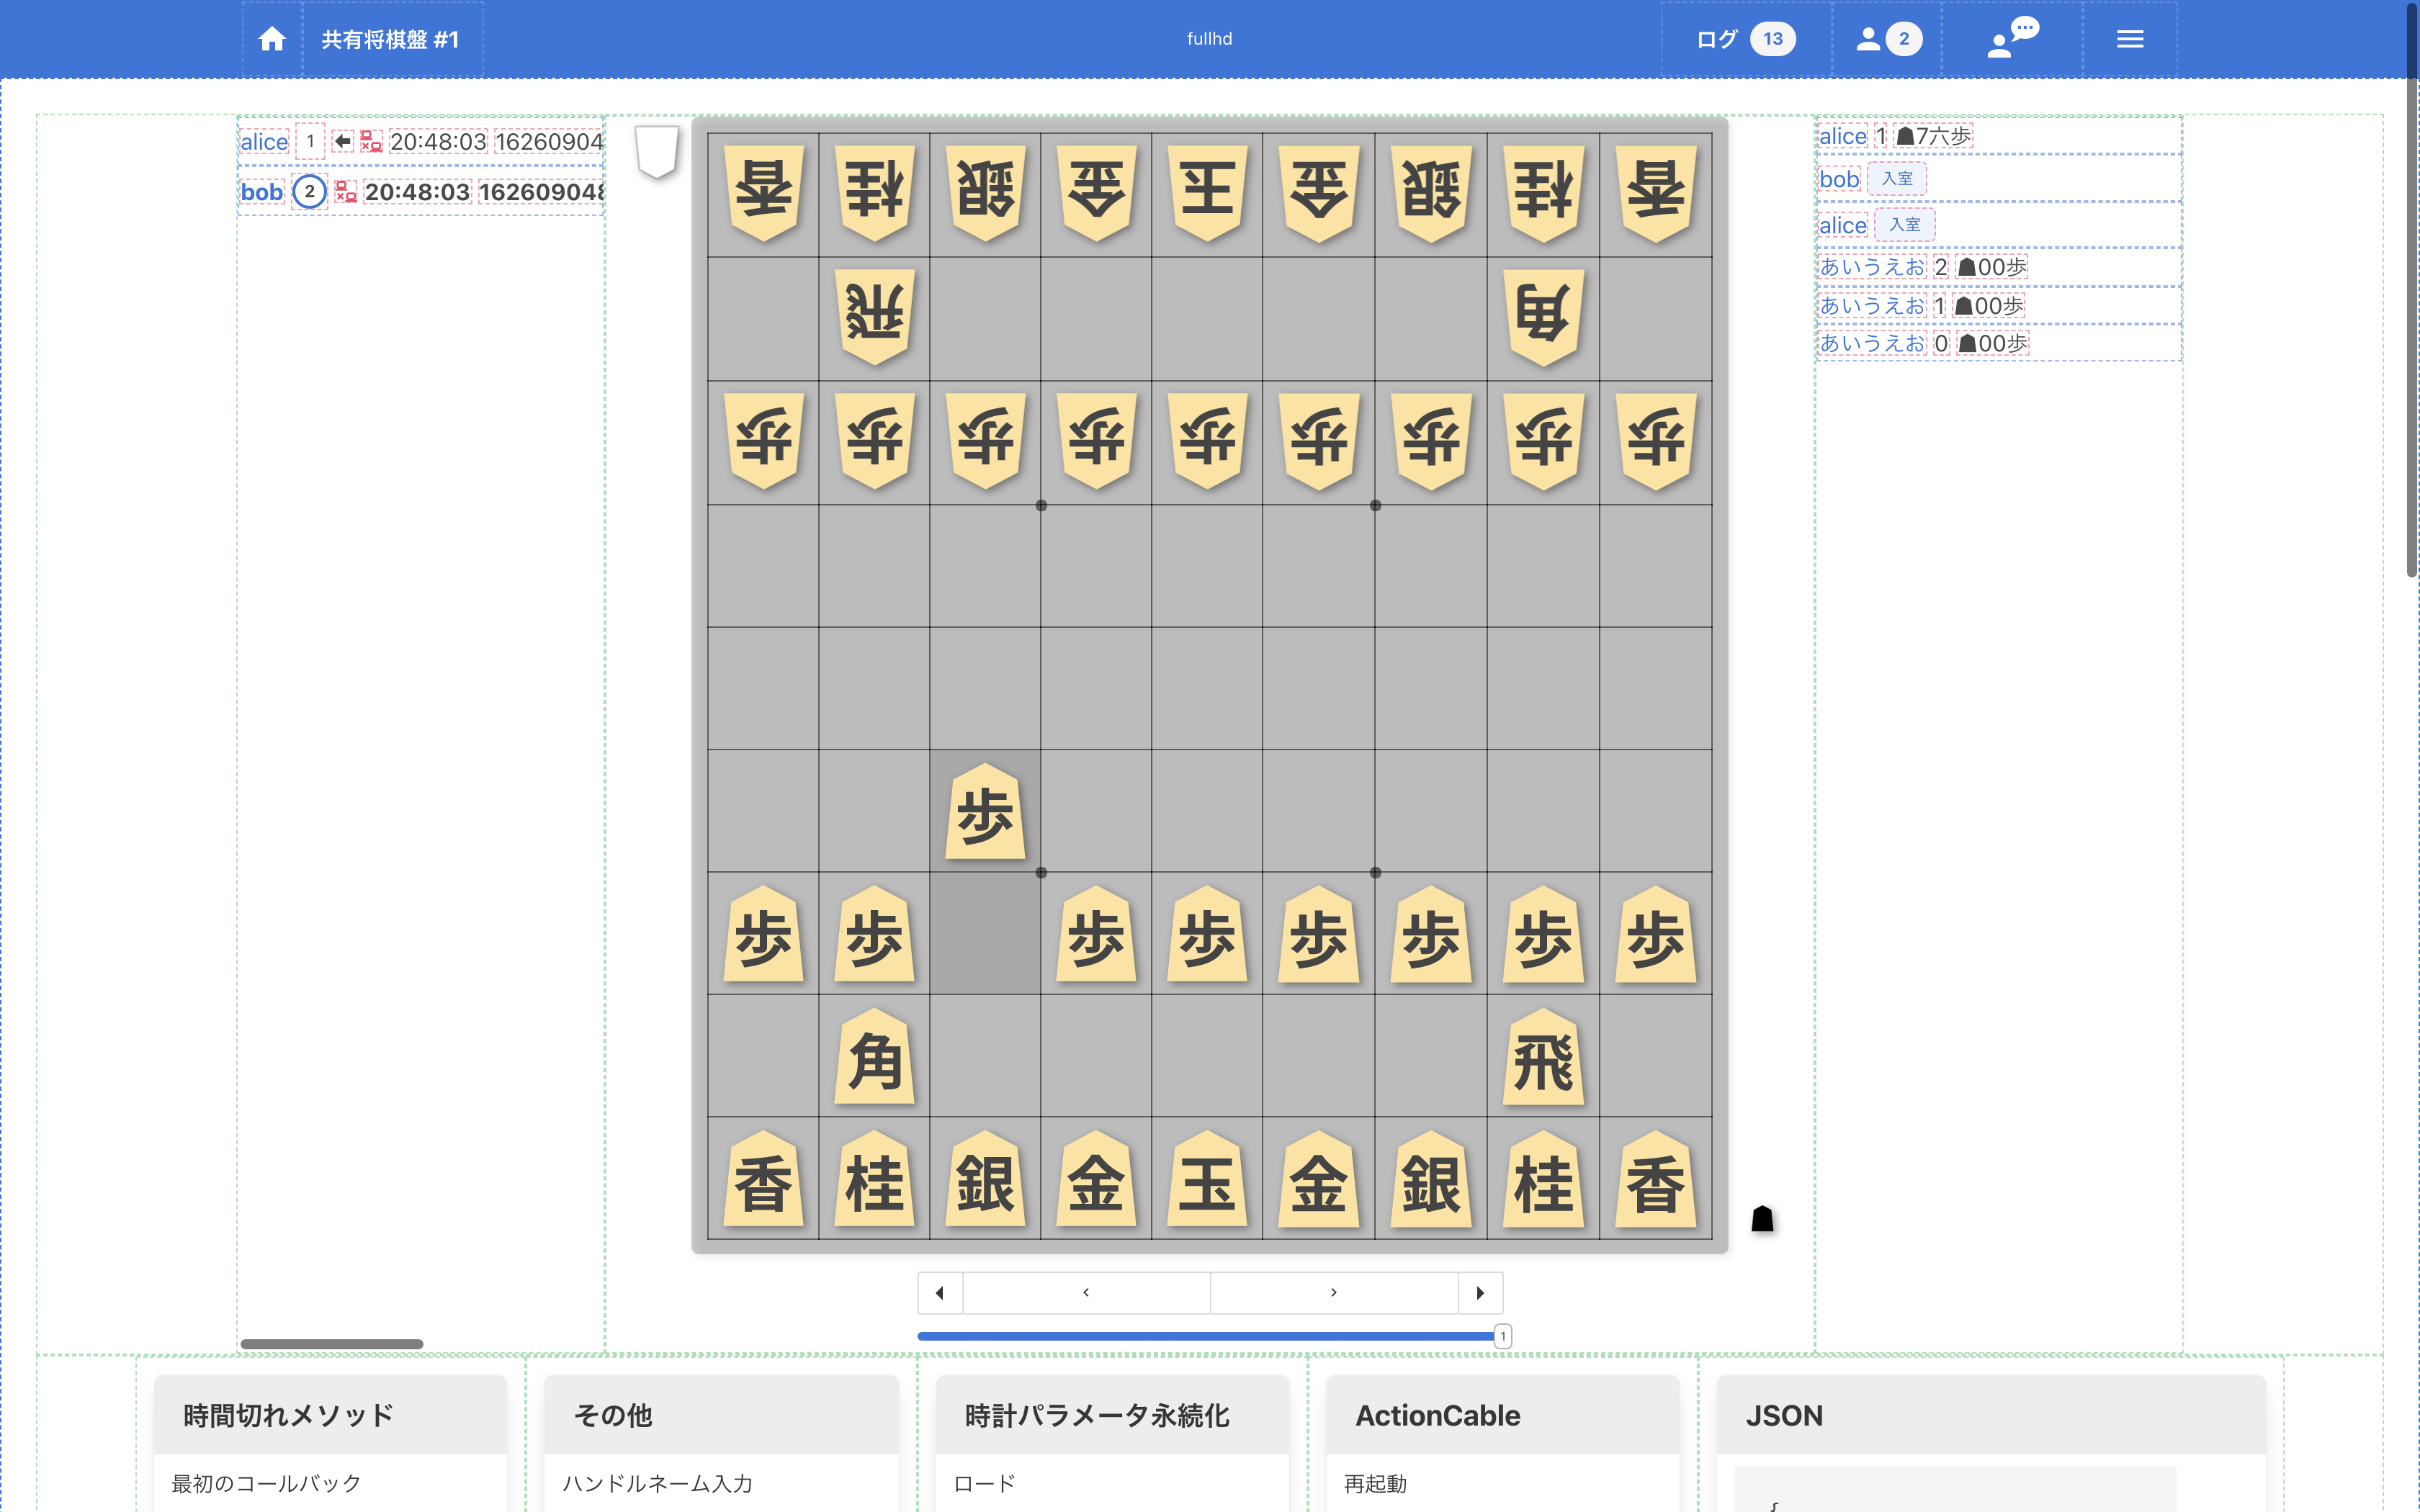 共有将棋盤 #1
fullhd
ログ 13
2
alice 1 20:48:03 16260904
bob 2 20:48:03 162609048
alice 1 ☗7六歩
bob 入室
alice 入室
あいうえお 2 ☗00歩
あいうえお 1 ☗00歩
あいうえお 0 ☗00歩
香 桂 銀 金 玉 金 銀 桂 香
飛 角
歩 歩 歩 歩 歩 歩 歩 歩 歩
歩
歩 歩 歩 歩 歩 歩 歩 歩
角 飛
香 桂 銀 金 玉 金 銀 桂 香
1
時間切れメソッド
最初のコールバック
その他
ハンドルネーム入力
時計パラメータ永続化
ロード
ActionCable
再起動
JSON
{